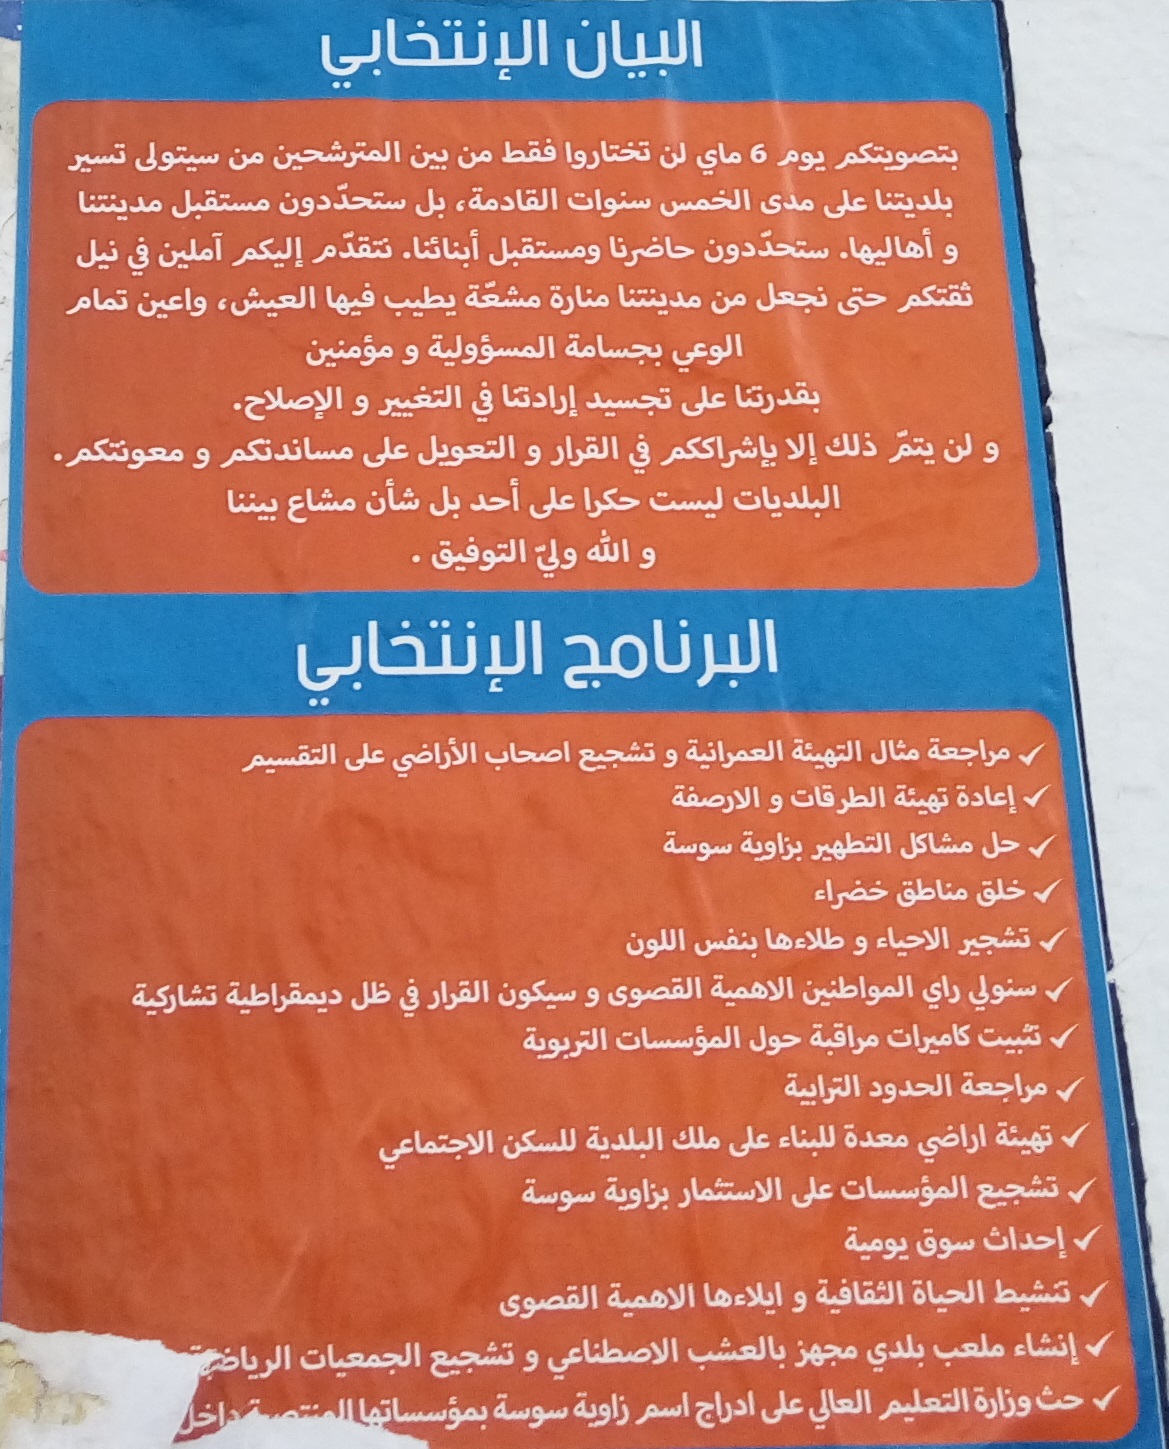 البيان الإنتخابي
بتصويتكم يوم 6 ماي لن تختاروا فقط من بين المترشحين من سيتولى تسير
بلديتنا على مدى الخمس سنوات القادمة، بل ستحدّدون مستقبل مدينتنا
و أهاليها. ستحدّدون حاضرنا ومستقبل أبنائنا. نتقدّم إليكم آملين في نيل
ثقتكم حتى نجعل من مدينتنا منارة مشعّة يطيب فيها العيش، واعين تمام
الوعي بجسامة المسؤولية و مؤمنين
بقدرتنا على تجسيد إرادتنا في التغيير و الإصلاح.
و لن يتمّ ذلك إلا بإشراككم في القرار و التعويل على مساندتكم و معونتكم.
البلديات ليست حكرا على أحد بل شأن مشاع بيننا
و الله وليّ التوفيق .
البرنامج الإنتخابي
✓ مراجعة مثال التهيئة العمرانية و تشجيع اصحاب الأراضي على التقسيم
✓ إعادة تهيئة الطرقات و الارصفة
✓ حل مشاكل التطهير بزاوية سوسة
✓ خلق مناطق خضراء
✓ تشجير الاحياء و طلاءها بنفس اللون
✓ سنولي راي المواطنين الاهمية القصوى و سيكون القرار في ظل ديمقراطية تشاركية
✓ تثبيت كاميرات مراقبة حول المؤسسات التربوية
✓ مراجعة الحدود الترابية
✓ تهيئة اراضي معدة للبناء على ملك البلدية للسكن الاجتماعي
✓ تشجيع المؤسسات على الاستثمار بزاوية سوسة
✓ إحداث سوق يومية
✓ تنشيط الحياة الثقافية و ايلاءها الاهمية القصوى
✓ إنشاء ملعب بلدي مجهز بالعشب الاصطناعي و تشجيع الجمعيات الرياضية
✓ حث وزارة التعليم العالي على ادراج اسم زاوية سوسة بمؤسساتها المنتصبة داخل